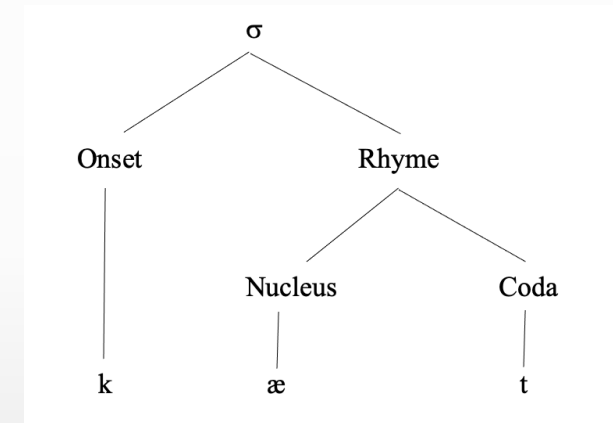 σ
Onset Rhyme
Nucleus Coda
k æ t